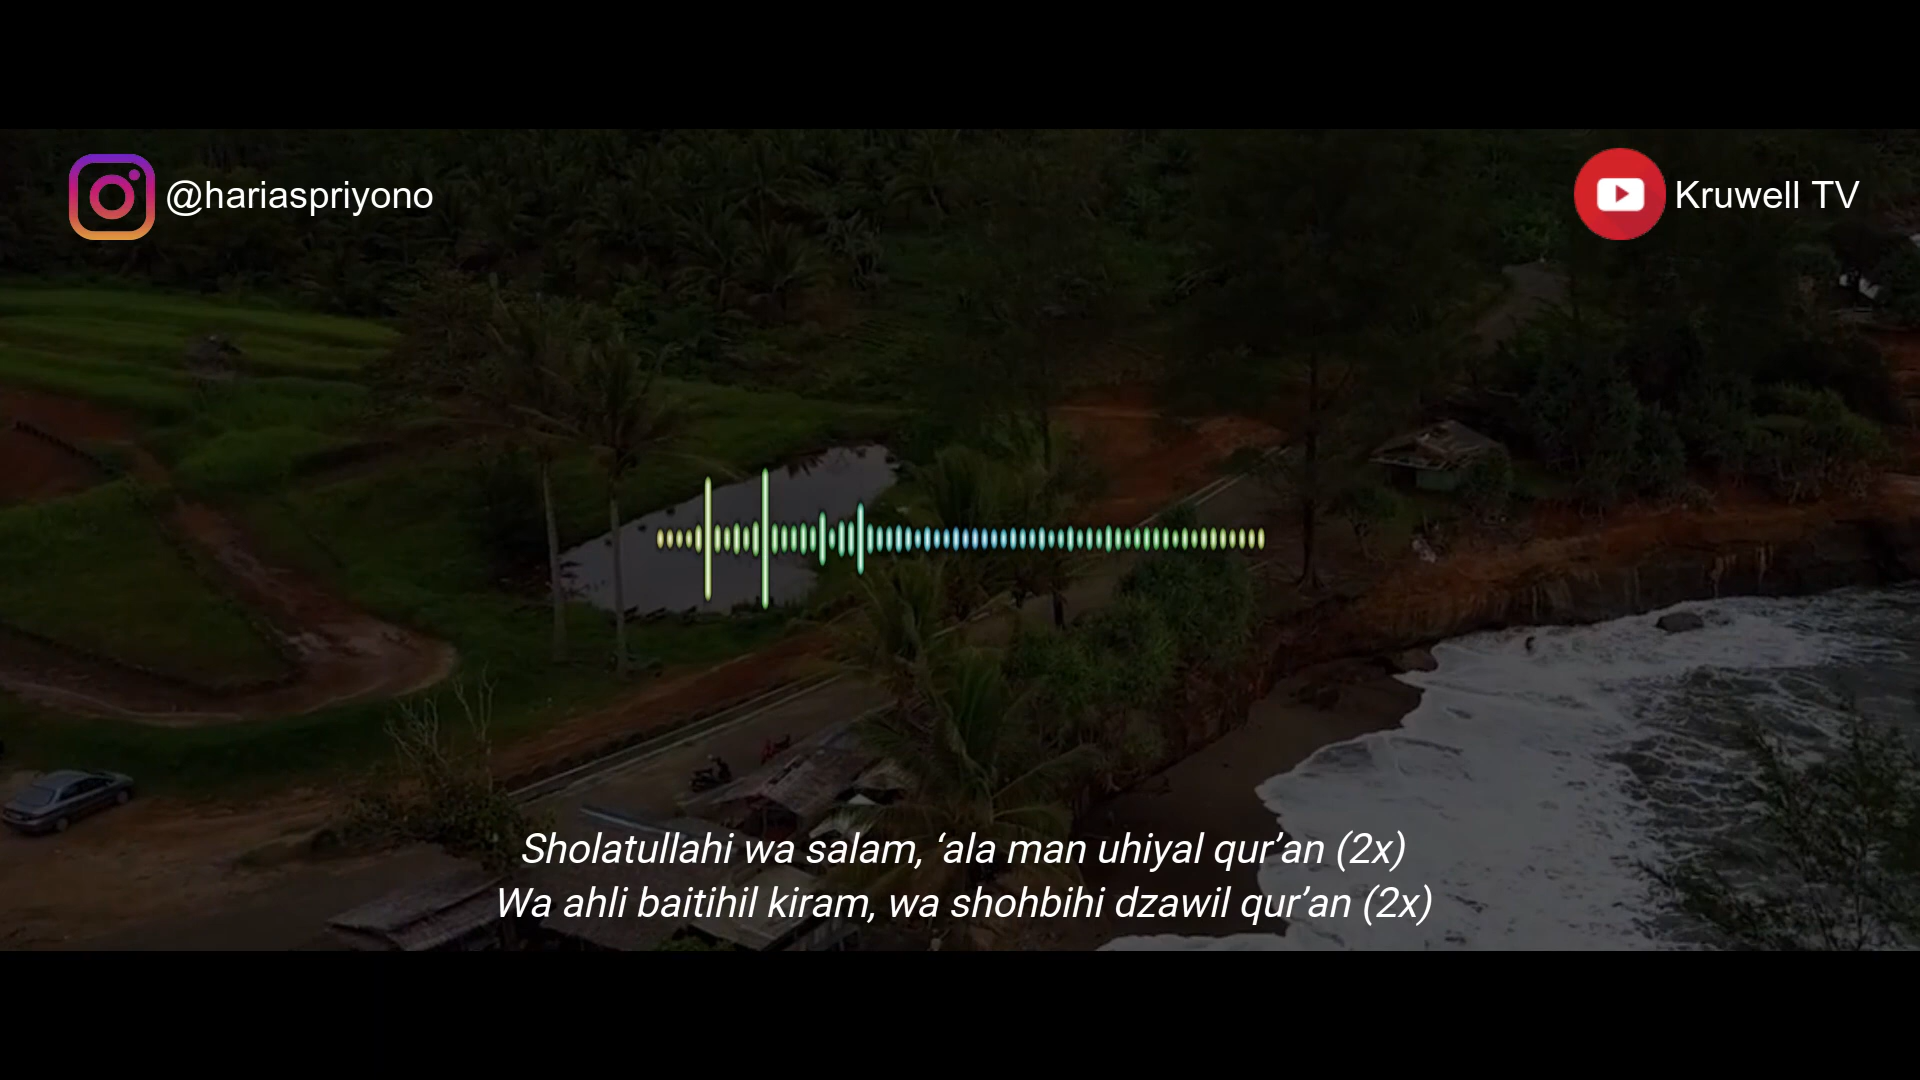 @hariaspriyono
Kruwell TV
Sholatullahi wa salam, ‘ala man uhiyal qur’an (2x)
Wa ahli baitihil kiram, wa shohbihi dzawil qur’an (2x)